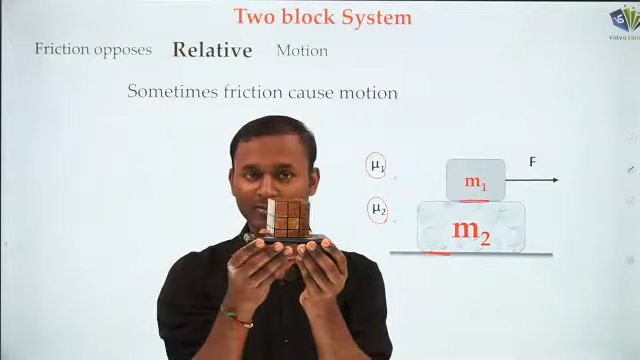 Two block System
Friction opposes Relative Motion
Sometimes friction cause motion
μ1
m1
F
μ2
m2